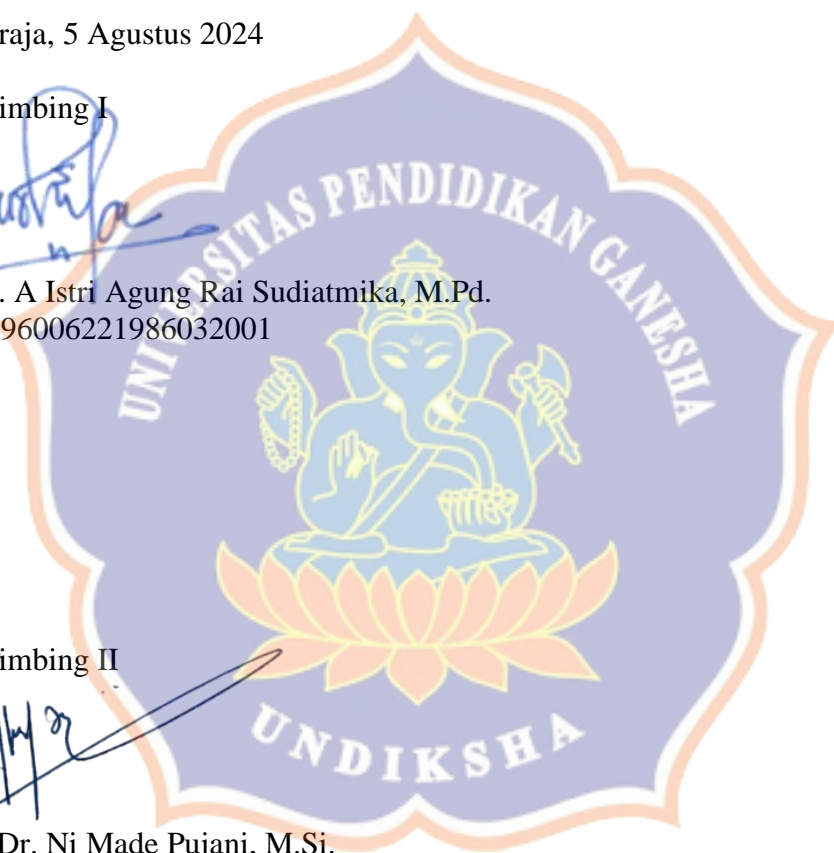 raja, 5 Agustus 2024
imbing I
. A Istri Agung Rai Sudiatmika, M.Pd.
96006221986032001
UNIVERSITAS PENDIDIKAN GANESHA
imbing II
UNDIKSHA
Dr. Ni Made Pujani, M.Si.